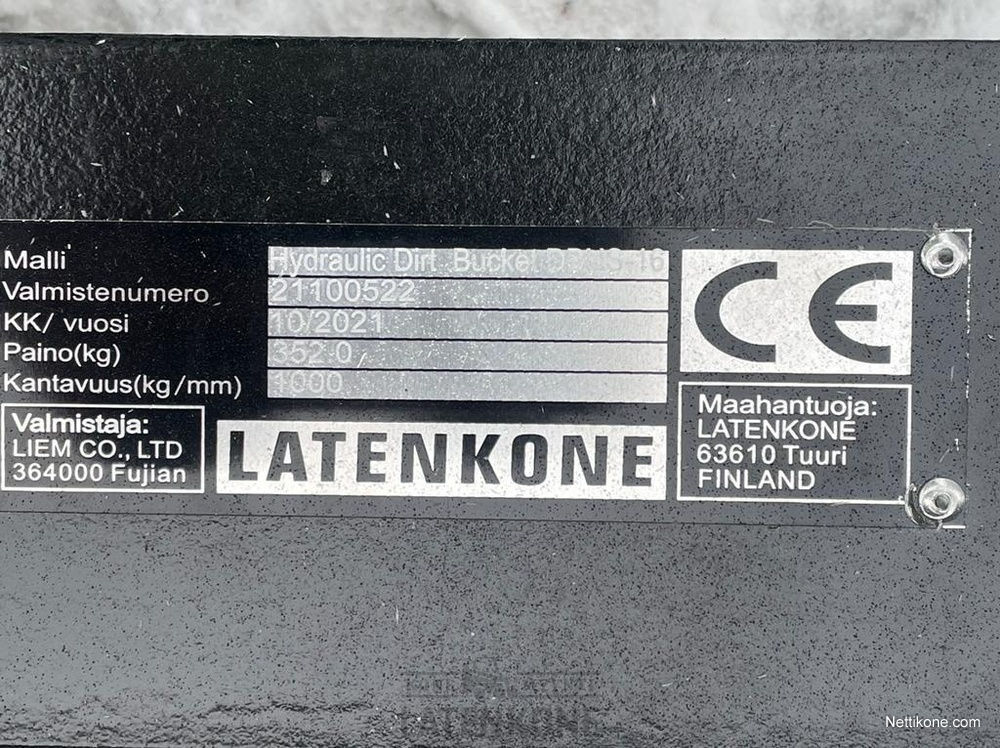 Malli Hydraulic Dirt Bucket
Valmistenumero 21100522
KK/ vuosi 10/2021
Paino(kg) 352.0
Kantavuus(kg/mm) 1000
Valmistaja:
LIEM CO., LTD
364000 Fujian
LATENKONE
CE
Maahantuoja:
LATENKONE
63610 Tuuri
FINLAND
LATENKONE
Nettikone.com